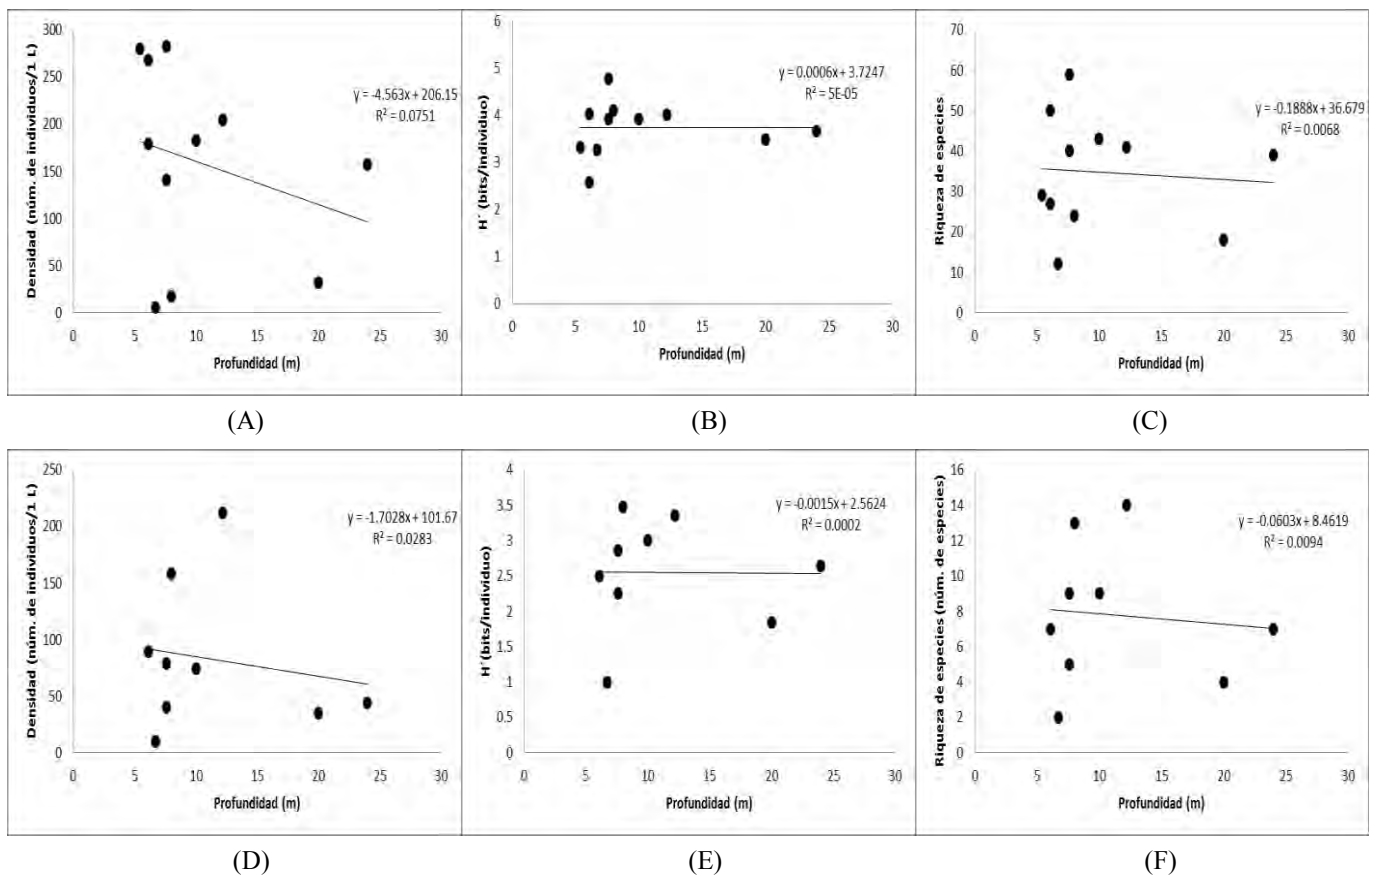 300
250
200
150
100
50
0
0 5 10 15 20 25 30
Densidad (núm. de individuos/1 L)
Profundidad (m)
y = -4.563x + 206.15
R² = 0.0751
(A)
6
5
4
3
2
1
0
0 5 10 15 20 25 30
H´ (bits/individuo)
Profundidad (m)
y = 0.0006x + 3.7247
R² = 5E-05
(B)
70
60
50
40
30
20
10
0
0 5 10 15 20 25 30
Riqueza de especies
Profundidad (m)
y = -0.1888x + 36.679
R² = 0.0068
(C)
250
200
150
100
50
0
0 5 10 15 20 25 30
Densidad (núm. de individuos/1 L)
Profundidad (m)
y = -1.7028x + 101.67
R² = 0.0283
(D)
4
3.5
3
2.5
2
1.5
1
0.5
0
0 5 10 15 20 25 30
H´(bits/individuo)
Profundidad (m)
y = -0.0015x + 2.5624
R² = 0.0002
(E)
16
14
12
10
8
6
4
2
0
0 5 10 15 20 25 30
Riqueza de especies (núm. de especies)
Profundidad (m)
y = -0.0603x + 8.4619
R² = 0.0094
(F)